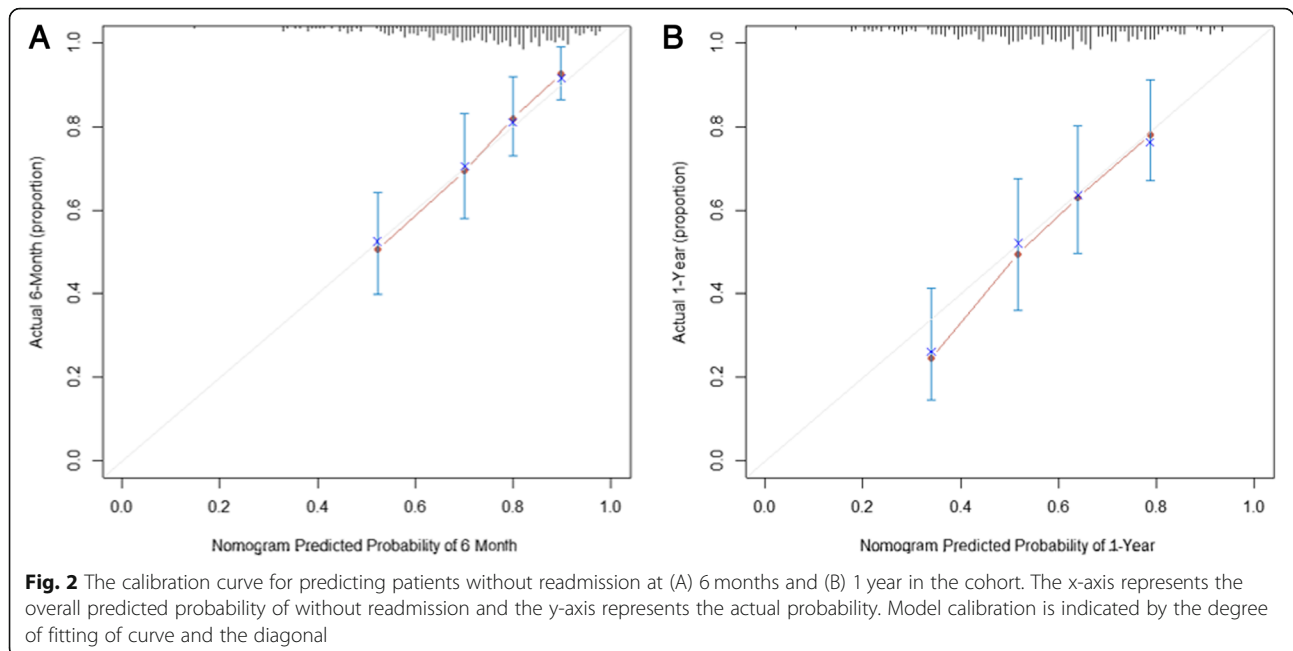 A
1.0
0.8
0.6
0.4
0.2
0.0
Actual 6-Month (proportion)
0.0 0.2 0.4 0.6 0.8 1.0
Nomogram Predicted Probability of 6 Month
B
1.0
0.8
0.6
0.4
0.2
0.0
Actual 1-Year (proportion)
0.0 0.2 0.4 0.6 0.8 1.0
Nomogram Predicted Probability of 1-Year
Fig. 2 The calibration curve for predicting patients without readmission at (A) 6 months and (B) 1 year in the cohort. The x-axis represents the
overall predicted probability of without readmission and the y-axis represents the actual probability. Model calibration is indicated by the degree
of fitting of curve and the diagonal